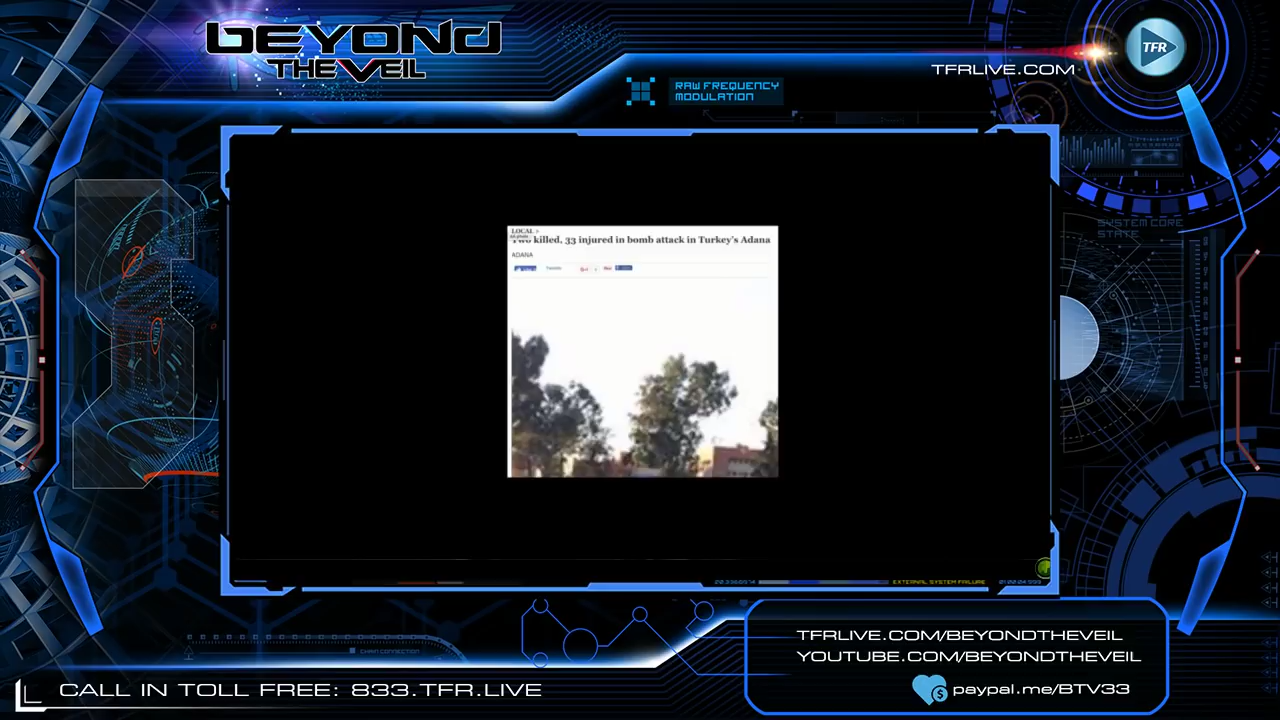 BEYOND
THE VEIL
TFR
TFRLIVE.COM
RAW FREQUENCY
MODULATION
SYSTEM CORE
STATE
LOCAL >
Two killed, 33 injured in bomb attack in Turkey's Adana
ADANA
EXTERNAL SYSTEM FAILURE
CHAIN CONNECTION
TFRLIVE.COM/BEYONDTHEVEIL
YOUTUBE.COM/BEYONDTHEVEIL
paypal.me/BTV33
CALL IN TOLL FREE: 833.TFR.LIVE